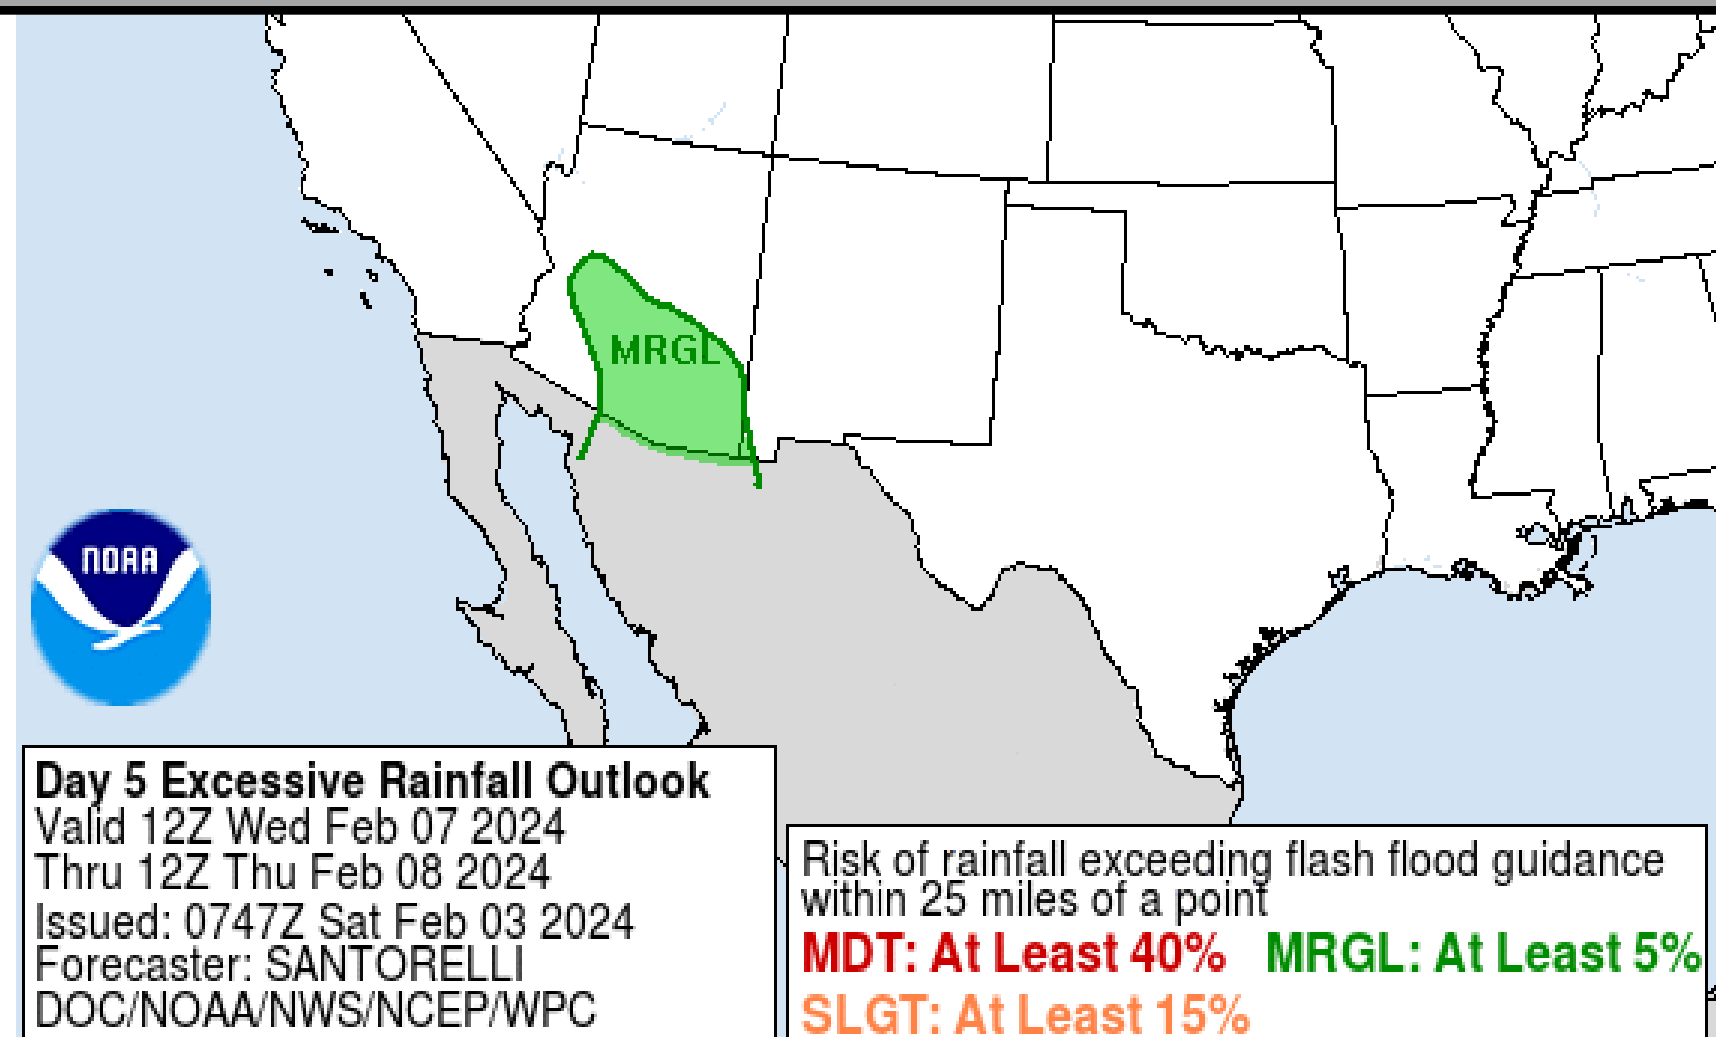 MRGL
NOAA
Day 5 Excessive Rainfall Outlook
Valid 12Z Wed Feb 07 2024
Thru 12Z Thu Feb 08 2024
Issued: 0747Z Sat Feb 03 2024
Forecaster: SANTORELLI
DOC/NOAA/NWS/NCEP/WPC
Risk of rainfall exceeding flash flood guidance
within 25 miles of a point
MDT: At Least 40% MRGL: At Least 5%
SLGT: At Least 15%